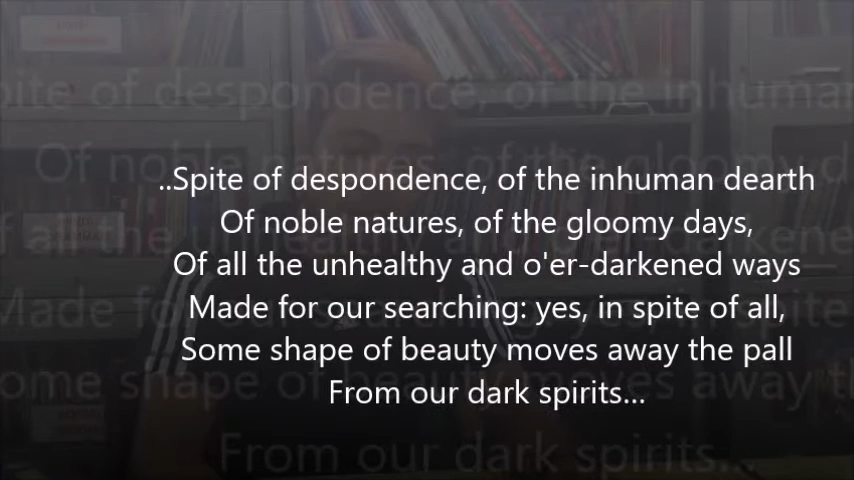 ..Spite of despondence, of the inhuman dearth
Of noble natures, of the gloomy days,
Of all the unhealthy and o'er-darkened ways
Made for our searching: yes, in spite of all,
Some shape of beauty moves away the pall
From our dark spirits...